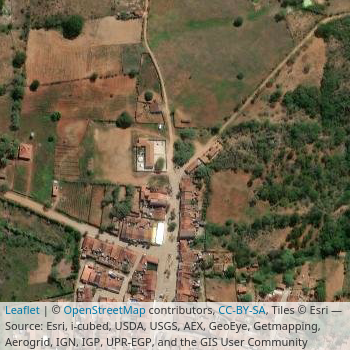 Leaflet | © OpenStreetMap contributors, CC-BY-SA, Tiles © Esri —
Source: Esri, i-cubed, USDA, USGS, AEX, GeoEye, Getmapping,
Aerogrid, IGN, IGP, UPR-EGP, and the GIS User Community